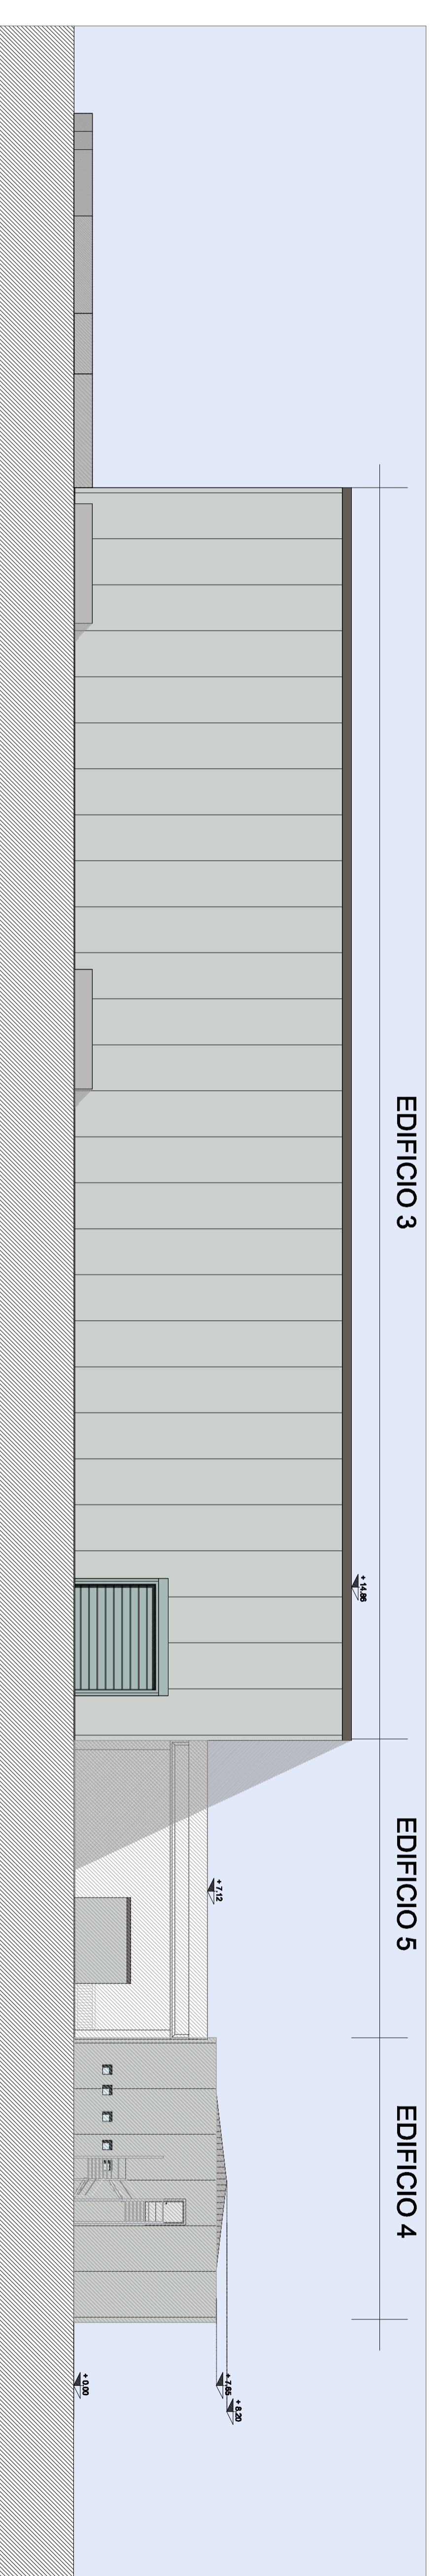 EDIFICIO 3
EDIFICIO 5
EDIFICIO 4
+ 14.86
+ 7.12
+ 0.00
+ 7.65
+ 8.20